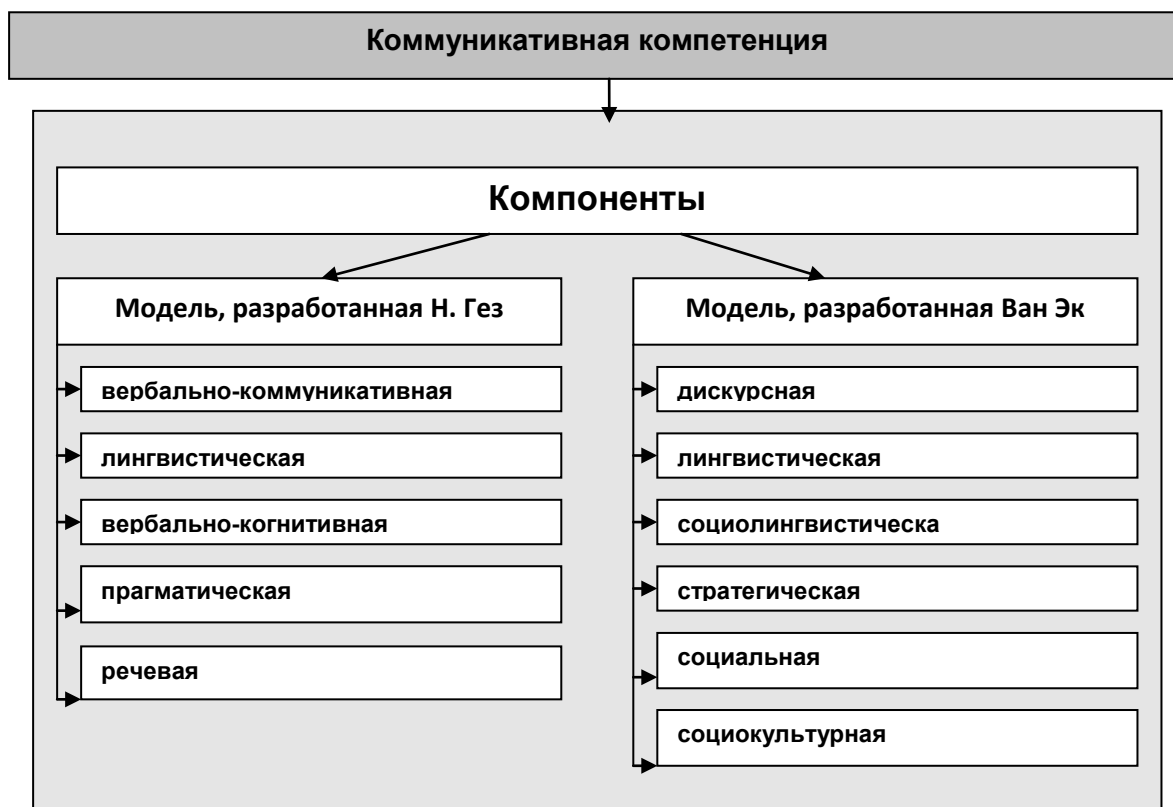 Коммуникативная компетенция
Компоненты
Модель, разработанная Н. Гез
вербально-коммуникативная
лингвистическая
вербально-когнитивная
прагматическая
речевая
Модель, разработанная Ван Эк
дискурсная
лингвистическая
социолингвистическа
стратегическая
социальная
социокультурная